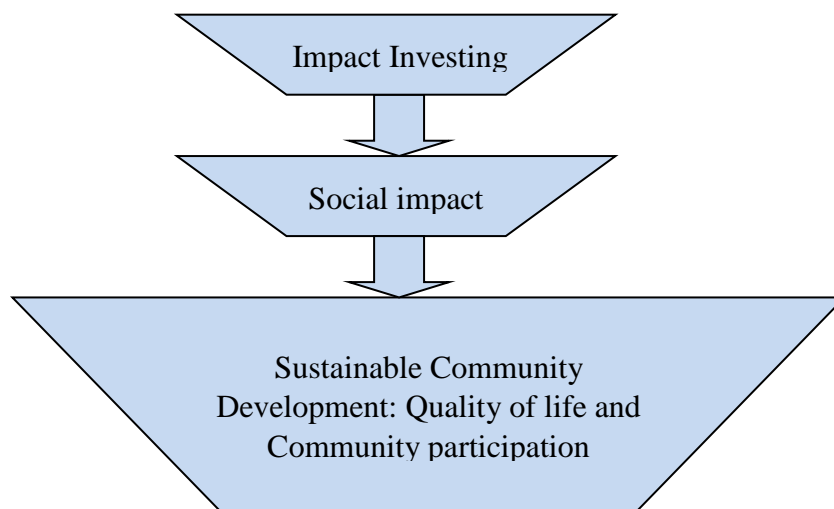 Impact Investing
Social impact
Sustainable Community
Development: Quality of life and
Community participation